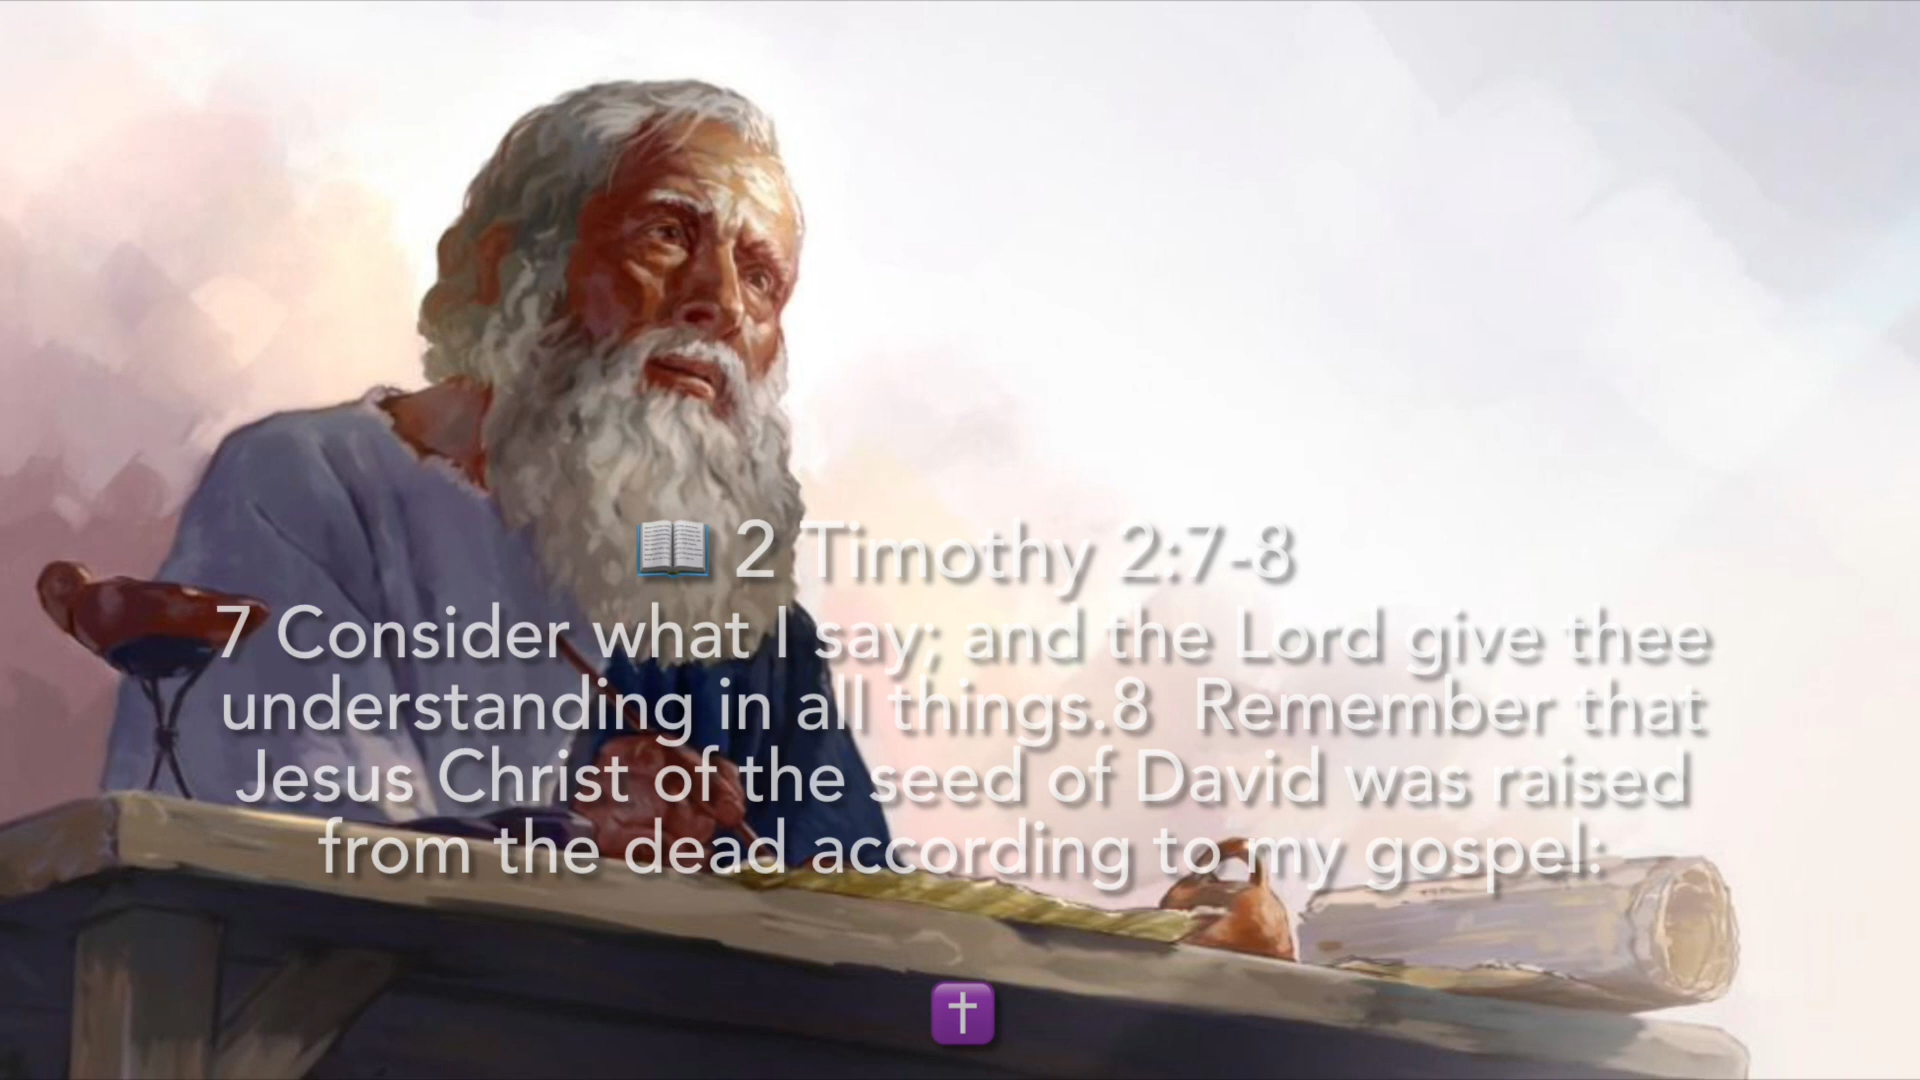 📖 2 Timothy 2:7-8
7 Consider what I say; and the Lord give thee
understanding in all things.8  Remember that
Jesus Christ of the seed of David was raised
from the dead according to my gospel:
✝️